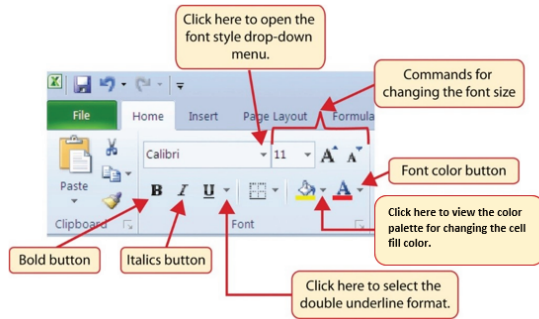 Click here to open the
font style drop-down
menu.
Commands for
changing the font size
File
Home
Insert
Page Layout
Formula
Calibri
11
A
A
Paste
B
I
U
A
Font color button
Clipboard
Font
Click here to view the color
palette for changing the cell
fill color.
Bold button
Italics button
Click here to select the
double underline format.